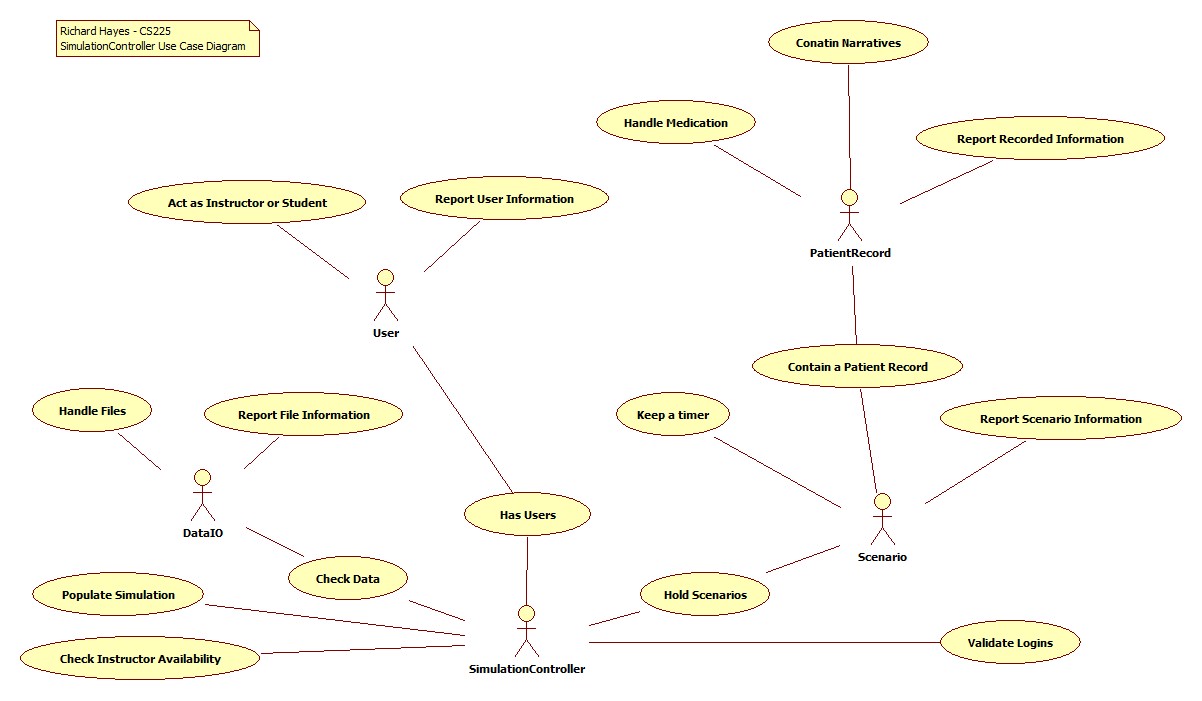 Richard Hayes - CS225
SimulationController Use Case Diagram
Conatin Narratives
Handle Medication
Report Recorded Information
Act as Instructor or Student
Report User Information
PatientRecord
User
Contain a Patient Record
Handle Files
Report File Information
Keep a timer
Report Scenario Information
DataIO
Has Users
Scenario
Check Data
Populate Simulation
Hold Scenarios
Validate Logins
Check Instructor Availability
SimulationController